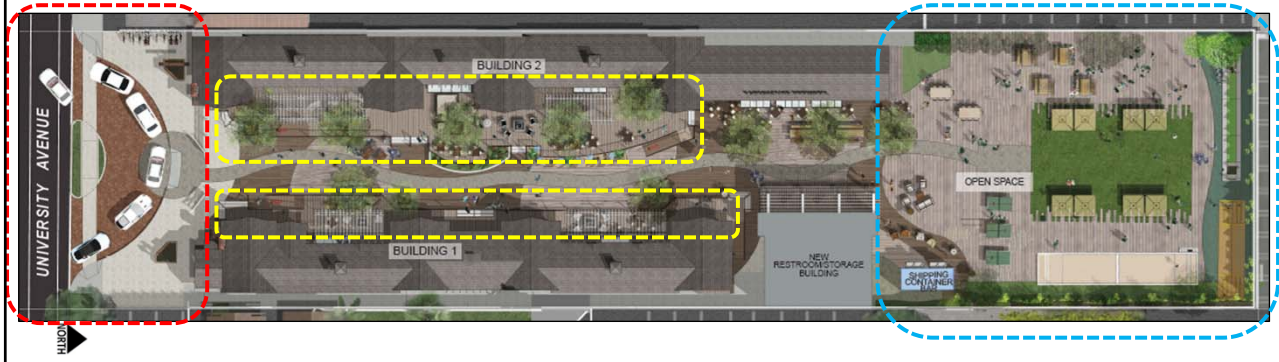 UNIVERSITY AVENUE
BUILDING 2
BUILDING 1
NEW
RESTROOM/STORAGE
BUILDING
OPEN SPACE
SHIPPING
CONTAINER
BAR
NORTH